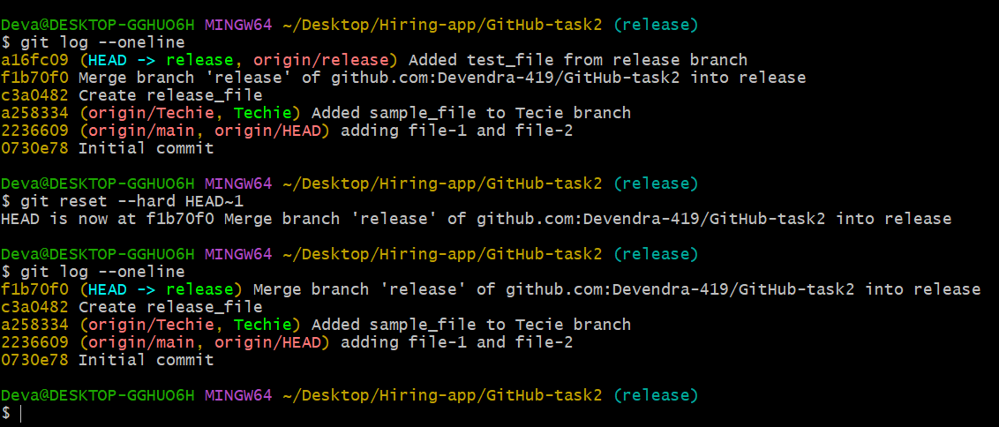 Deva@DESKTOP-GGHUO6H MINGW64 ~/Desktop/Hiring-app/GitHub-task2 (release)
$ git log --oneline
a16fc09 (HEAD -> release, origin/release) Added test_file from release branch
f1b70f0 Merge branch 'release' of github.com:Devendra-419/GitHub-task2 into release
c3a0482 Create release_file
a258334 (origin/Techie, Techie) Added sample_file to Tecie branch
2236609 (origin/main, origin/HEAD) adding file-1 and file-2
0730e78 Initial commit
Deva@DESKTOP-GGHUO6H MINGW64 ~/Desktop/Hiring-app/GitHub-task2 (release)
$ git reset --hard HEAD~1
HEAD is now at f1b70f0 Merge branch 'release' of github.com:Devendra-419/GitHub-task2 into release
Deva@DESKTOP-GGHUO6H MINGW64 ~/Desktop/Hiring-app/GitHub-task2 (release)
$ git log --oneline
f1b70f0 (HEAD -> release) Merge branch 'release' of github.com:Devendra-419/GitHub-task2 into release
c3a0482 Create release_file
a258334 (origin/Techie, Techie) Added sample_file to Tecie branch
2236609 (origin/main, origin/HEAD) adding file-1 and file-2
0730e78 Initial commit
Deva@DESKTOP-GGHUO6H MINGW64 ~/Desktop/Hiring-app/GitHub-task2 (release)
$